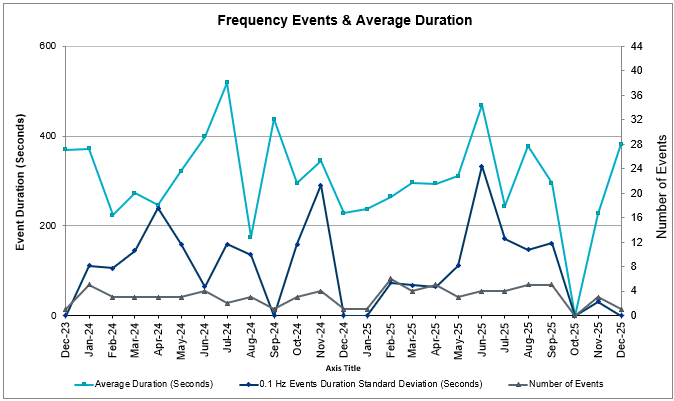 Frequency Events & Average Duration
600
400
200
0
Event Duration (Seconds)
44
40
36
32
28
24
20
16
12
8
4
0
Number of Events
Dec-23 Jan-24 Feb-24 Mar-24 Apr-24 May-24 Jun-24 Jul-24 Aug-24 Sep-24 Oct-24 Nov-24 Dec-24 Jan-25 Feb-25 Mar-25 Apr-25 May-25 Jun-25 Jul-25 Aug-25 Sep-25 Oct-25 Nov-25 Dec-25
Axis Title
Average Duration (Seconds) 0.1 Hz Events Duration Standard Deviation (Seconds) Number of Events